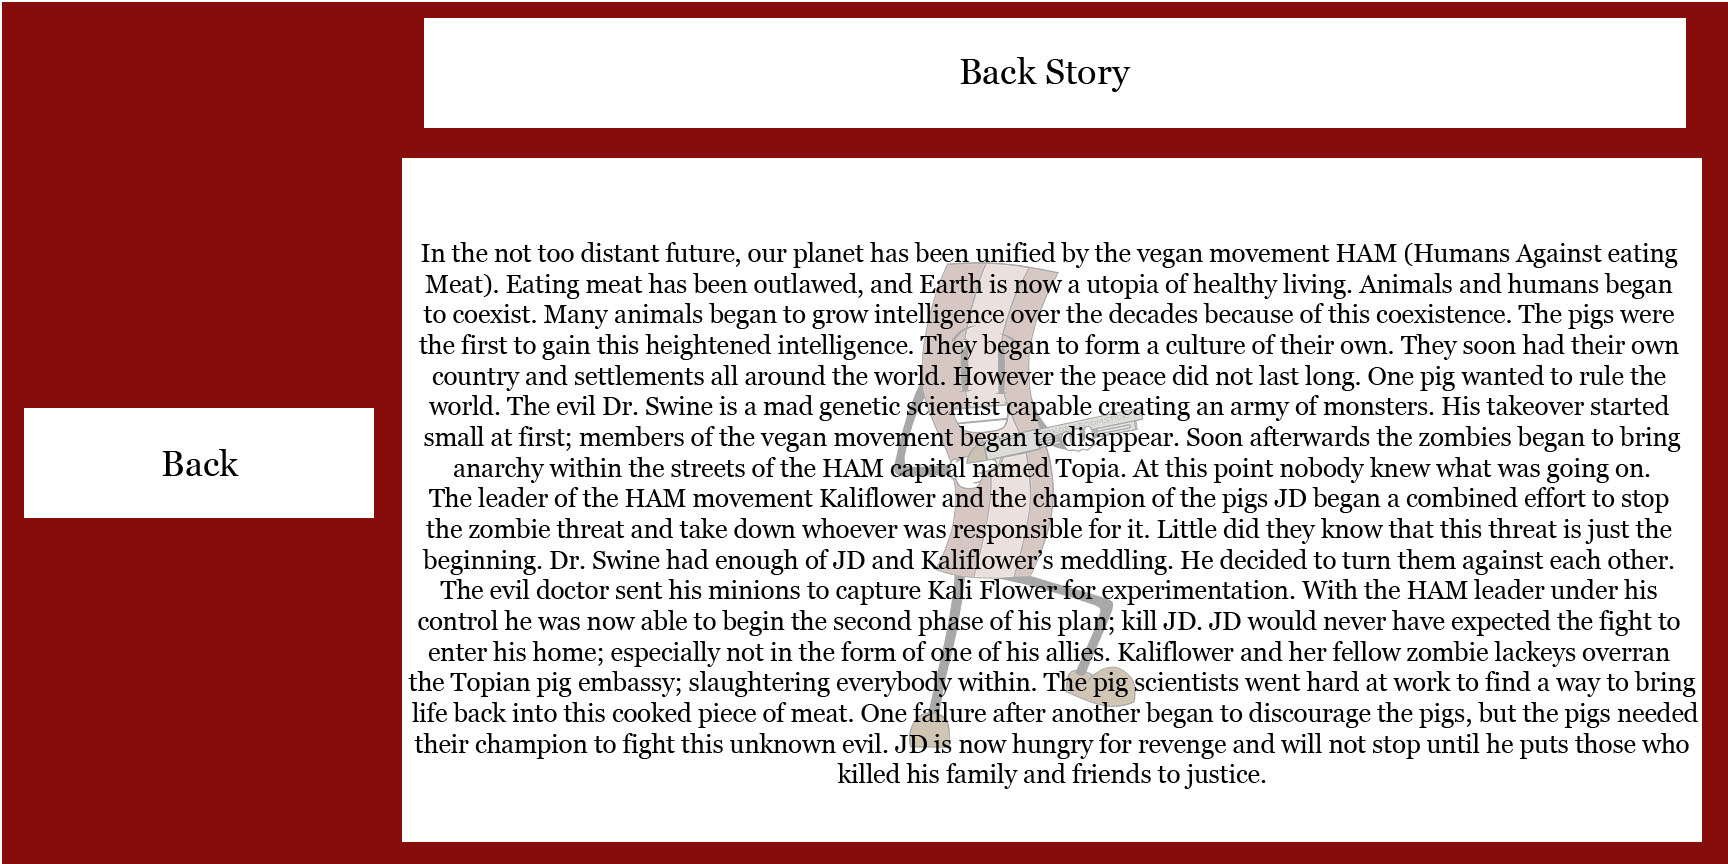 Back Story
Back
In the not too distant future, our planet has been unified by the vegan movement HAM (Humans Against eating
Meat). Eating meat has been outlawed, and Earth is now a utopia of healthy living. Animals and humans began
to coexist. Many animals began to grow intelligence over the decades because of this coexistence. The pigs were
the first to gain this heightened intelligence. They began to form a culture of their own. They soon had their own
country and settlements all around the world. However the peace did not last long. One pig wanted to rule the
world. The evil Dr. Swine is a mad genetic scientist capable creating an army of monsters. His takeover started
small at first; members of the vegan movement began to disappear. Soon afterwards the zombies began to bring
anarchy within the streets of the HAM capital named Topia. At this point nobody knew what was going on.
The leader of the HAM movement Kaliflower and the champion of the pigs JD began a combined effort to stop
the zombie threat and take down whoever was responsible for it. Little did they know that this threat is just the
beginning. Dr. Swine had enough of JD and Kaliflower’s meddling. He decided to turn them against each other.
The evil doctor sent his minions to capture Kali Flower for experimentation. With the HAM leader under his
control he was now able to begin the second phase of his plan; kill JD. JD would never have expected the fight to
enter his home; especially not in the form of one of his allies. Kaliflower and her fellow zombie lackeys overran
the Topian pig embassy; slaughtering everybody within. The pig scientists went hard at work to find a way to bring
life back into this cooked piece of meat. One failure after another began to discourage the pigs, but the pigs needed
their champion to fight this unknown evil. JD is now hungry for revenge and will not stop until he puts those who
killed his family and friends to justice.